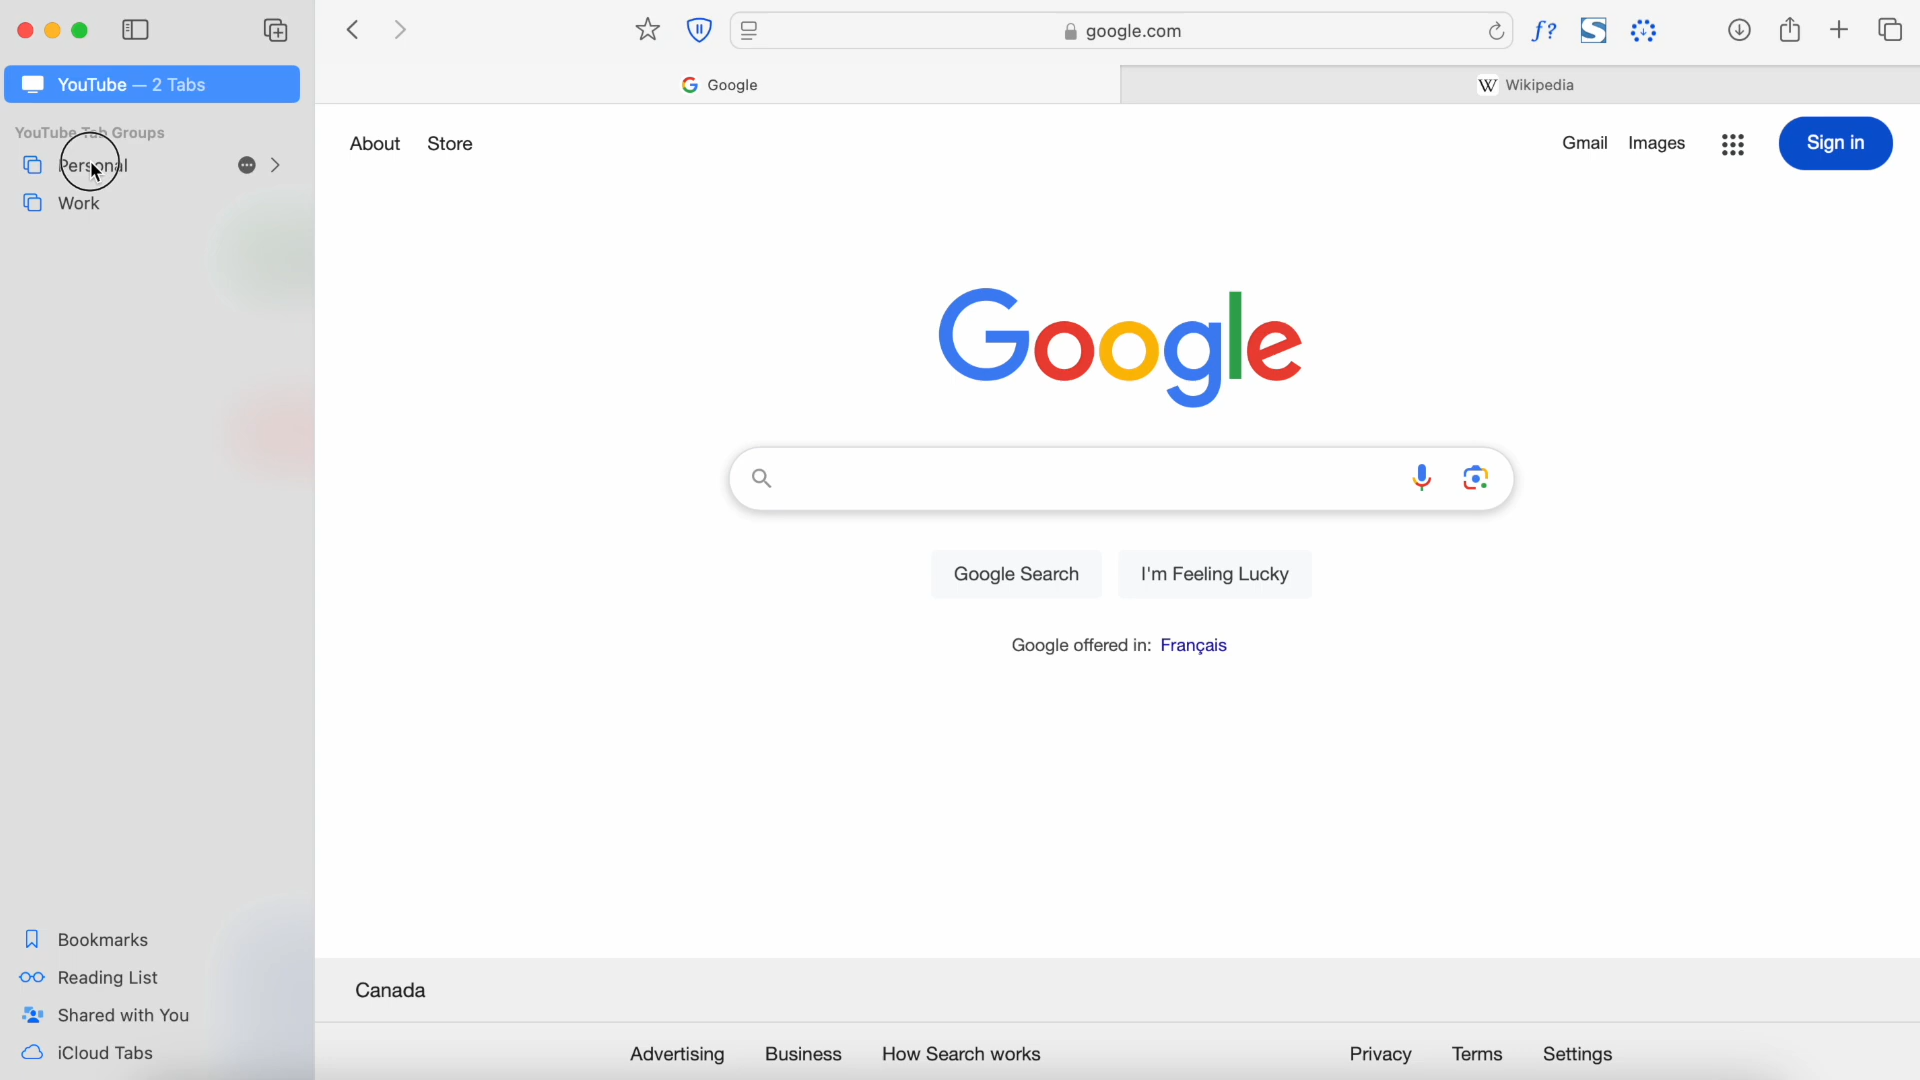 google.com
YouTube — 2 Tabs
Google
Wikipedia
YouTube Tab Groups
Personal
Work
About Store
Gmail Images
Sign in
Google
Google Search
I'm Feeling Lucky
Google offered in: Français
Bookmarks
Reading List
Shared with You
iCloud Tabs
Canada
Advertising Business How Search works
Privacy Terms Settings